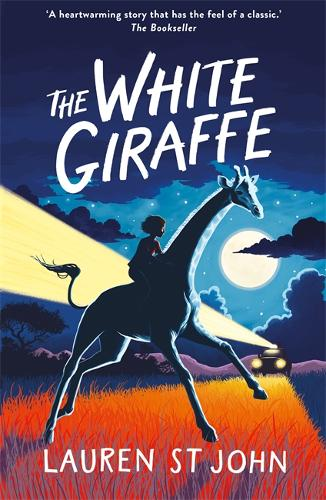 ‘A heartwarming story that has the feel of a classic.’
The Bookseller
THE WHITE
GIRAFFE
LAUREN ST JOHN